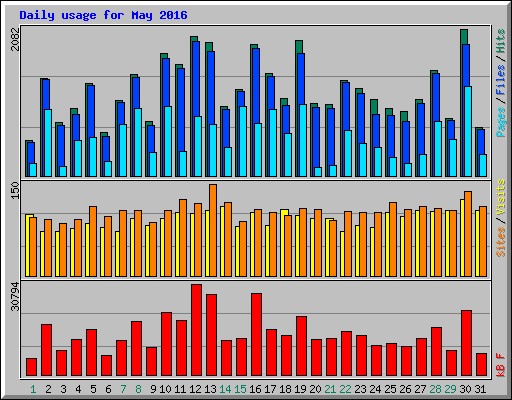 Daily usage for May 2016
2082
Pages / Files / Hits
150
Sites / Visits
30794
kB F
1 2 3 4 5 6 7 8 9 10 11 12 13 14 15 16 17 18 19 20 21 22 23 24 25 26 27 28 29 30 31